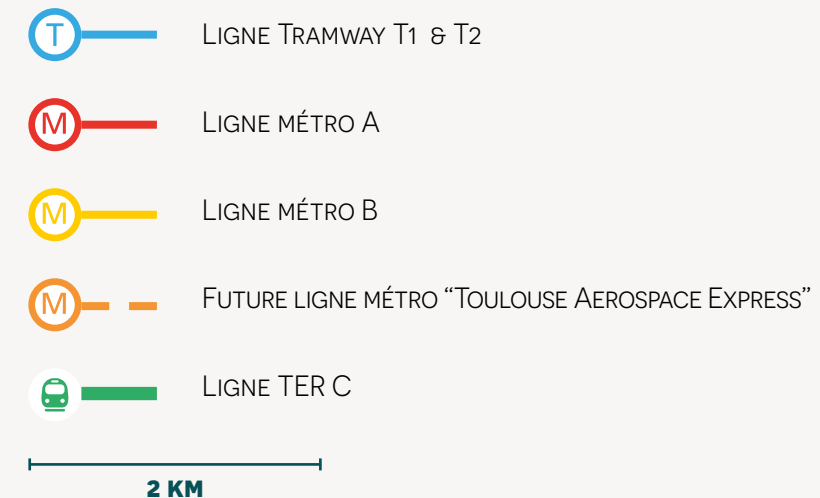 T LIGNE TRAMWAY T1 & T2
M LIGNE MÉTRO A
M LIGNE MÉTRO B
M FUTURE LIGNE MÉTRO “TOULOUSE AEROSPACE EXPRESS”
LIGNE TER C
2 KM